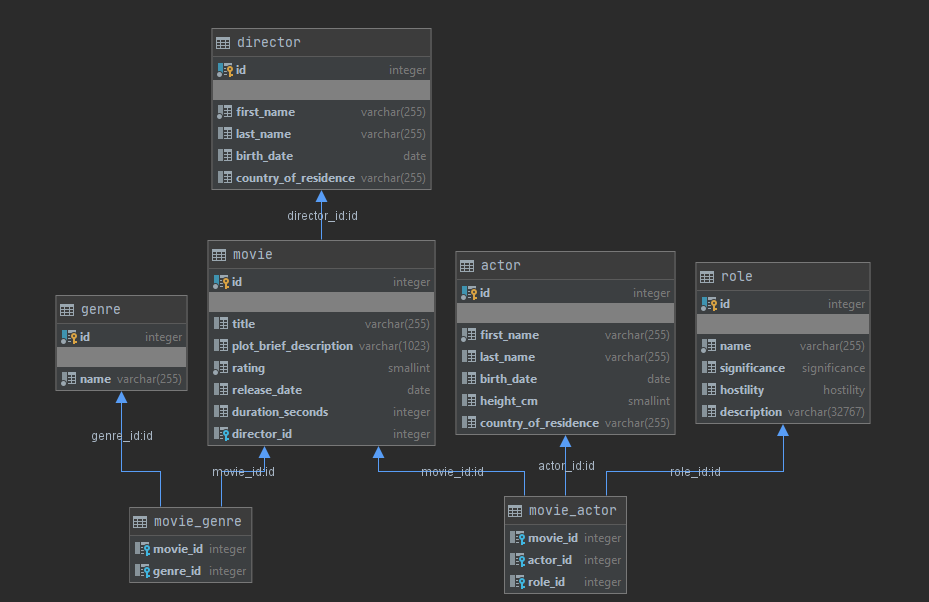 director
id integer
first_name varchar(255)
last_name varchar(255)
birth_date date
country_of_residence varchar(255)
director_id:id
movie
id integer
title varchar(255)
plot_brief_description varchar(1023)
rating smallint
release_date date
duration_seconds integer
director_id integer
actor
id integer
first_name varchar(255)
last_name varchar(255)
birth_date date
height_cm smallint
country_of_residence varchar(255)
role
id integer
name varchar(255)
significance significance
hostility hostility
description varchar(32767)
genre
id integer
name varchar(255)
genre_id:id
movie_id:id
movie_id:id
actor_id:id
role_id:id
movie_genre
movie_id integer
genre_id integer
movie_actor
movie_id integer
actor_id integer
role_id integer